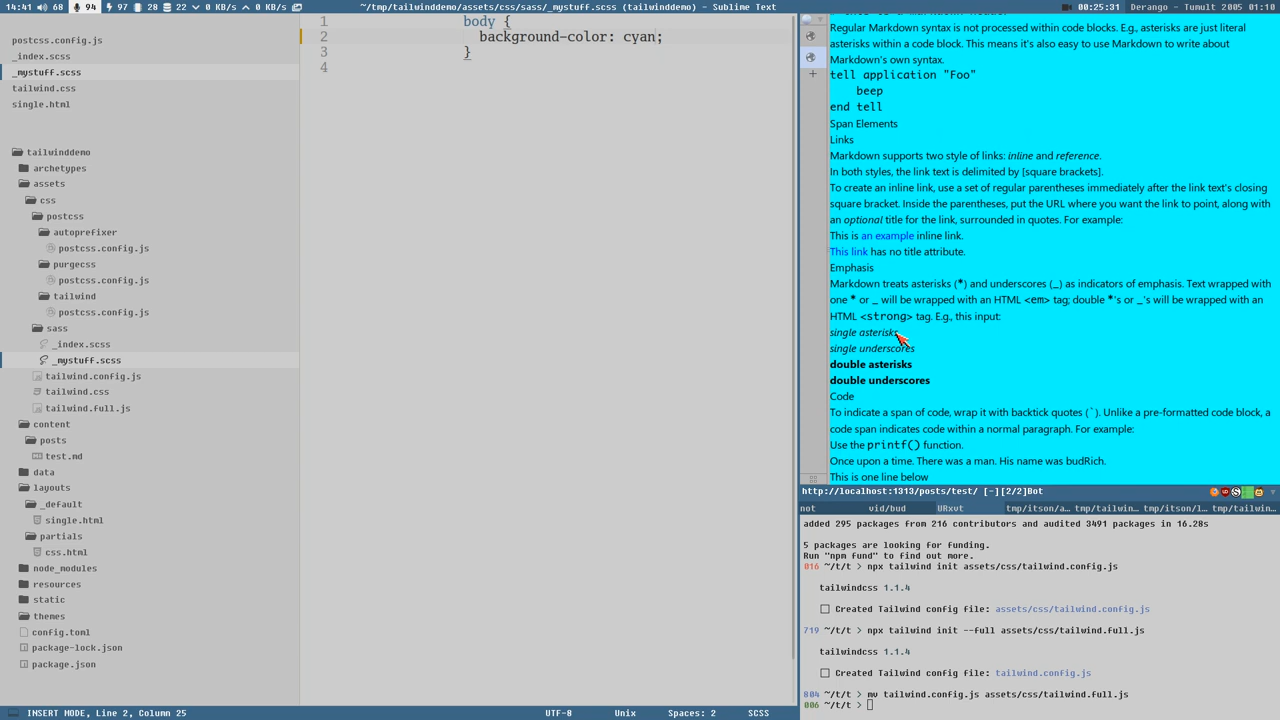 14:41 68 97 28 22 0 0
~/tmp/tailwinddemo/assets/css/sass/_mystuff.scss (tailwinddemo) - Sublime Text
00:25:31 94 Derango - Tumult 2005 01:10
postcss.config.js
_index.scss
_mystuff.scss
tailwind.css
single.html
tailwinddemo
archetypes
assets
css
postcss
autoprefixer
postcss.config.js
purgecss
postcss.config.js
tailwind
postcss.config.js
sass
_index.scss
_mystuff.scss
tailwind.config.js
tailwind.css
tailwind.full.js
content
posts
test.md
data
layouts
_default
single.html
partials
css.html
node_modules
resources
static
themes
config.toml
package-lock.json
package.json
1 body {
2 background-color: cyan;
3 }
4
INSERT MODE, Line 2, Column 25 UTF-8 Unix Spaces: 2 SCSS
Regular Markdown syntax is not processed within code blocks. E.g., asterisks are just literal
asterisks within a code block. This means it's also easy to use Markdown to write about
Markdown's own syntax.
tell application "Foo"
beep
end tell
Span Elements
Links
Markdown supports two style of links: inline and reference.
In both styles, the link text is delimited by [square brackets].
To create an inline link, use a set of regular parentheses immediately after the link text's closing
square bracket. Inside the parentheses, put the URL where you want the link to point, along with
an optional title for the link, surrounded in quotes. For example:
This is an example inline link.
This link has no title attribute.
Emphasis
Markdown treats asterisks (*) and underscores (_) as indicators of emphasis. Text wrapped with
one * or _ will be wrapped with an HTML <em> tag; double *'s or _'s will be wrapped with an
HTML <strong> tag. E.g., this input:
single asterisks
single underscores
double asterisks
double underscores
Code
To indicate a span of code, wrap it with backtick quotes (`). Unlike a pre-formatted code block, a
code span indicates code within a normal paragraph. For example:
Use the printf() function.
Once upon a time. There was a man. His name was budRich.
This is one line below
http://localhost:1313/posts/test/ [-][2/2]Bot
not vid/bud URxvt tmp/itson/a… tmp/tailwin… tmp/itson/l… tmp/tailwin…
added 295 packages from 216 contributors and audited 3491 packages in 16.28s
5 packages are looking for funding.
Run "npm fund" to find out more.
016 ~/t/t > npx tailwind init assets/css/tailwind.config.js
tailwindcss 1.1.4
Created Tailwind config file: assets/css/tailwind.config.js
719 ~/t/t > npx tailwind init --full assets/css/tailwind.full.js
tailwindcss 1.1.4
Created Tailwind config file: tailwind.config.js
804 ~/t/t > mv tailwind.config.js assets/css/tailwind.full.js
006 ~/t/t >